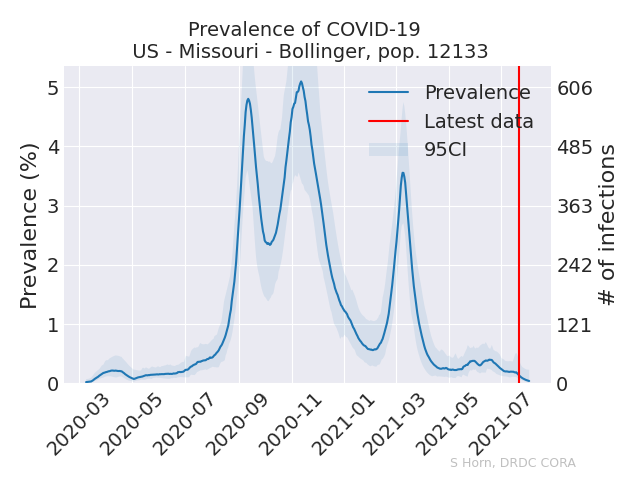 Prevalence of COVID-19
US - Missouri - Bollinger, pop. 12133
Prevalence (%)
5
4
3
2
1
0
Prevalence
Latest data
95CI
606
485
363
242
121
0
# of infections
2020-03
2020-05
2020-07
2020-09
2020-11
2021-01
2021-03
2021-05
2021-07
S Horn, DRDC CORA